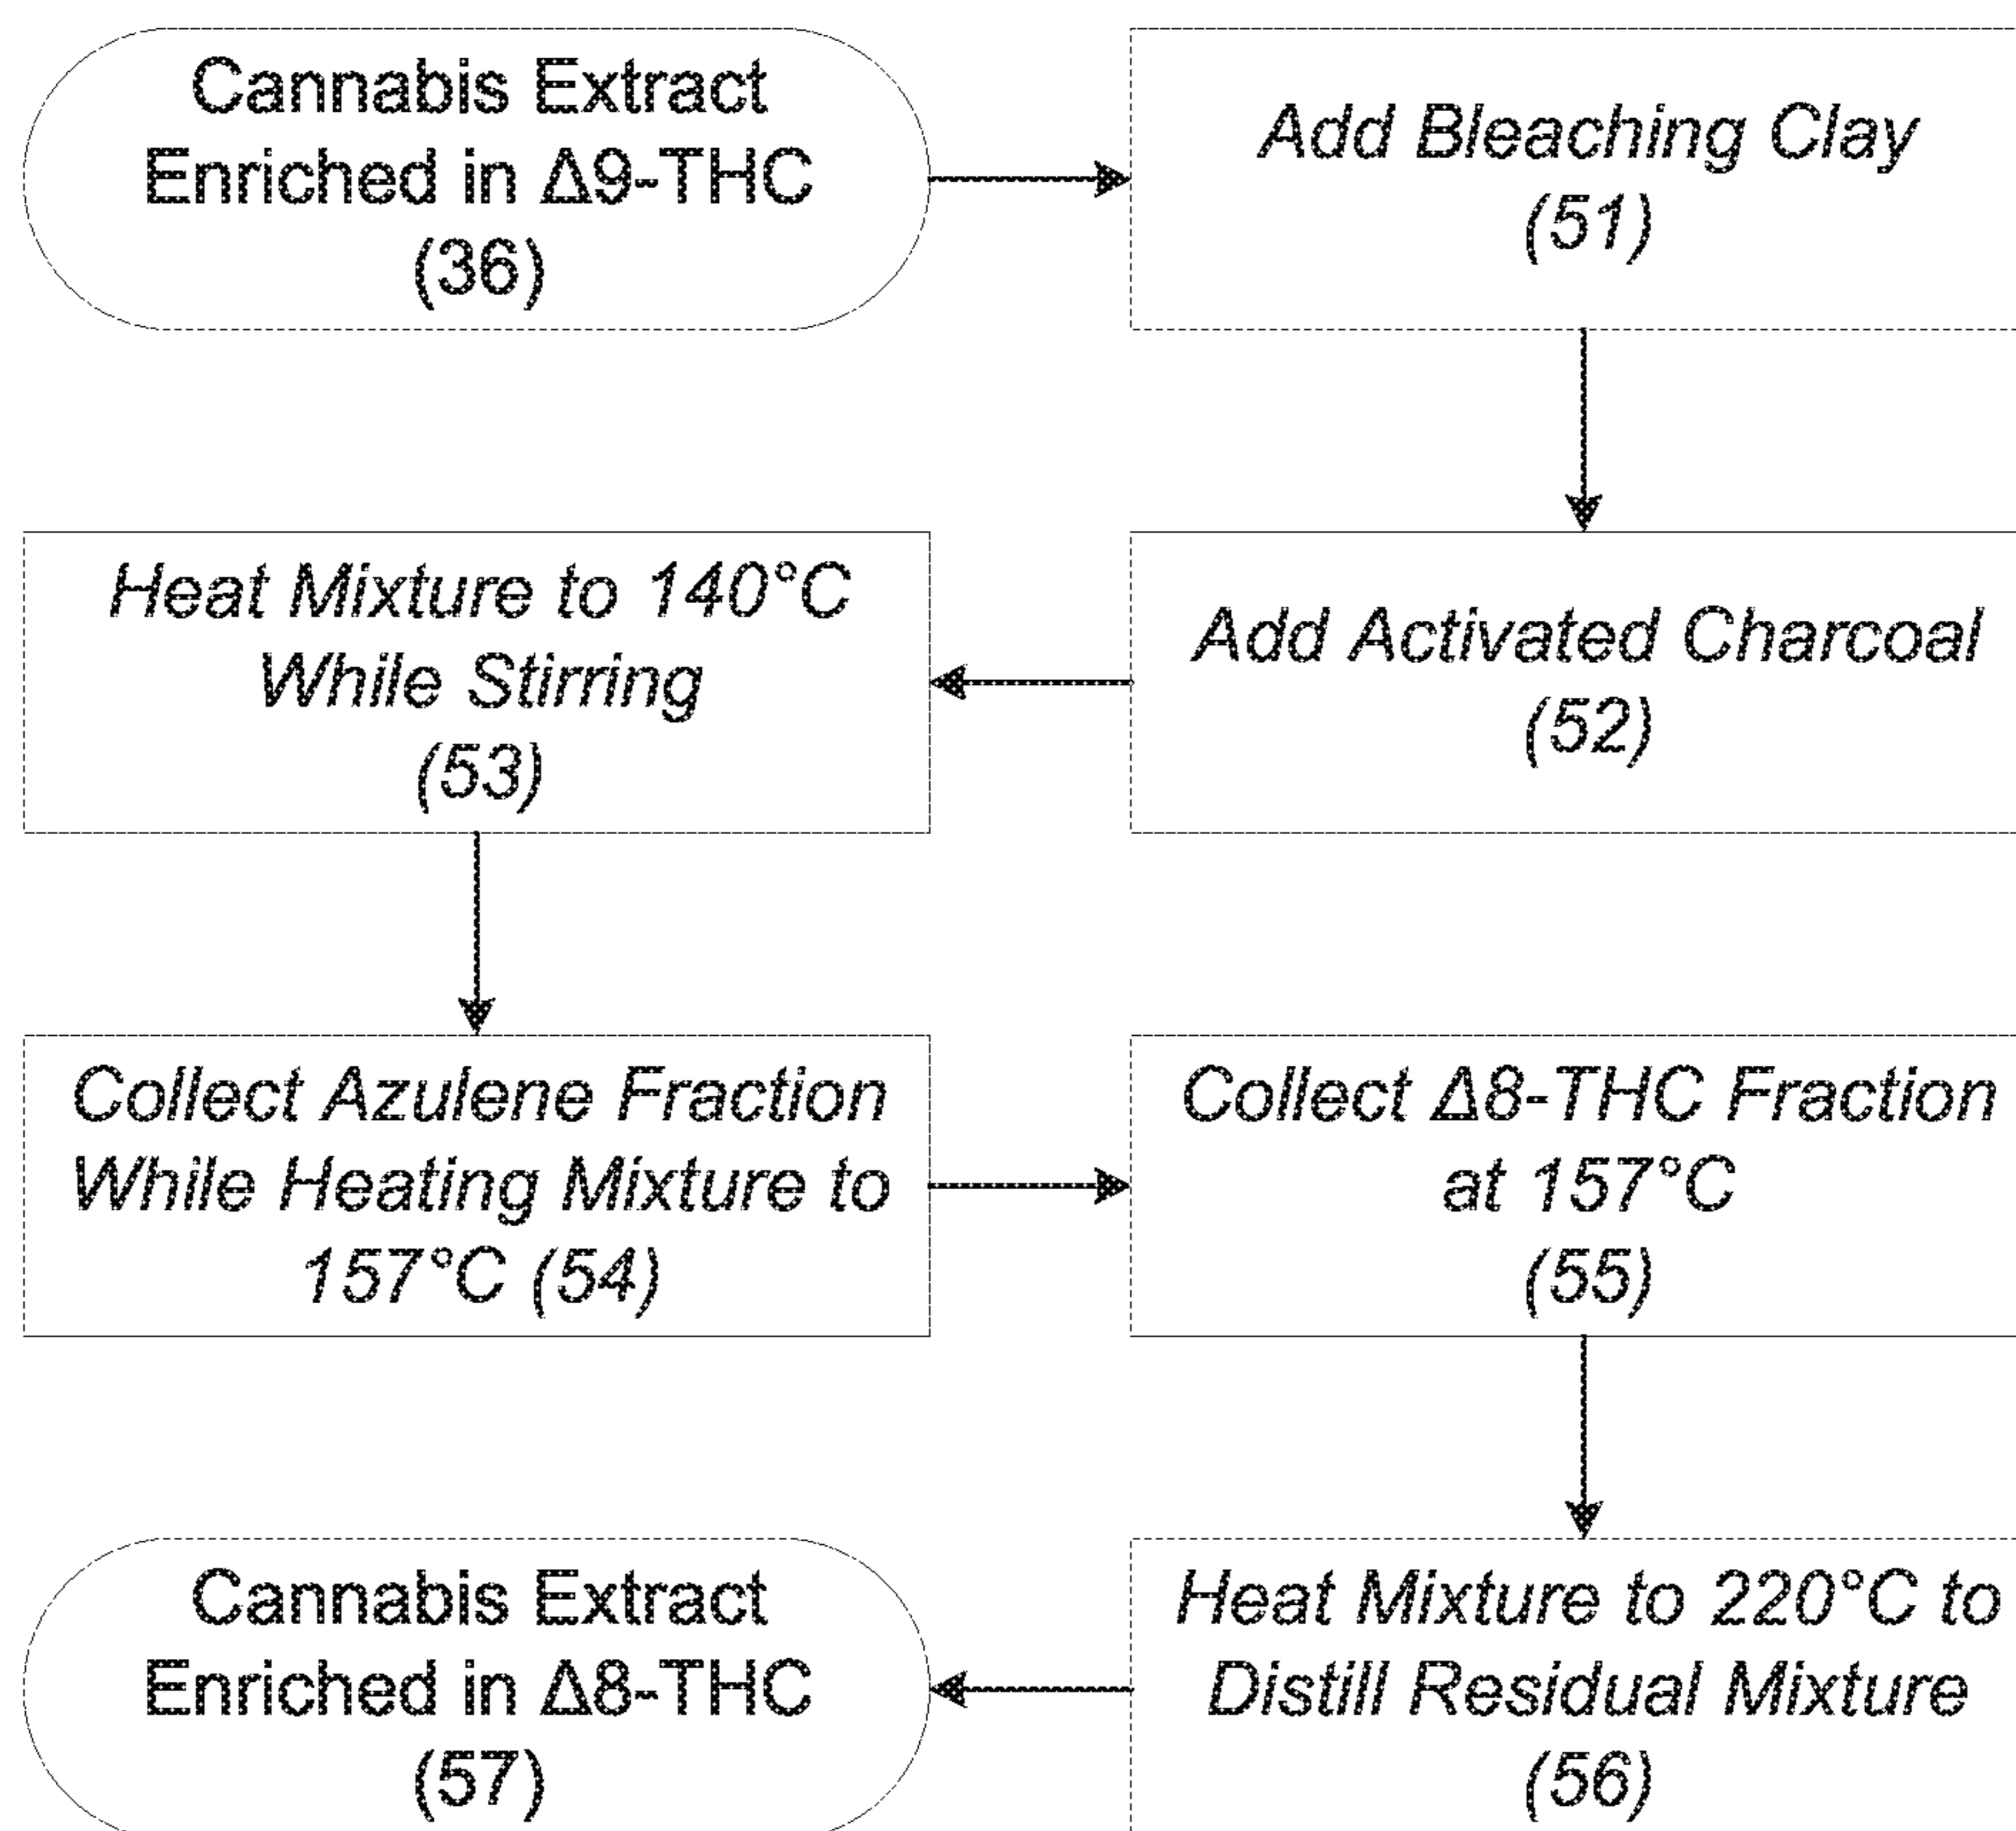 Cannabis Extract
Enriched in Δ9-THC
(36)
Add Bleaching Clay
(51)
Add Activated Charcoal
(52)
Heat Mixture to 140°C
While Stirring
(53)
Collect Azulene Fraction
While Heating Mixture to
157°C (54)
Collect Δ8-THC Fraction
at 157°C
(55)
Heat Mixture to 220°C to
Distill Residual Mixture
(56)
Cannabis Extract
Enriched in Δ8-THC
(57)